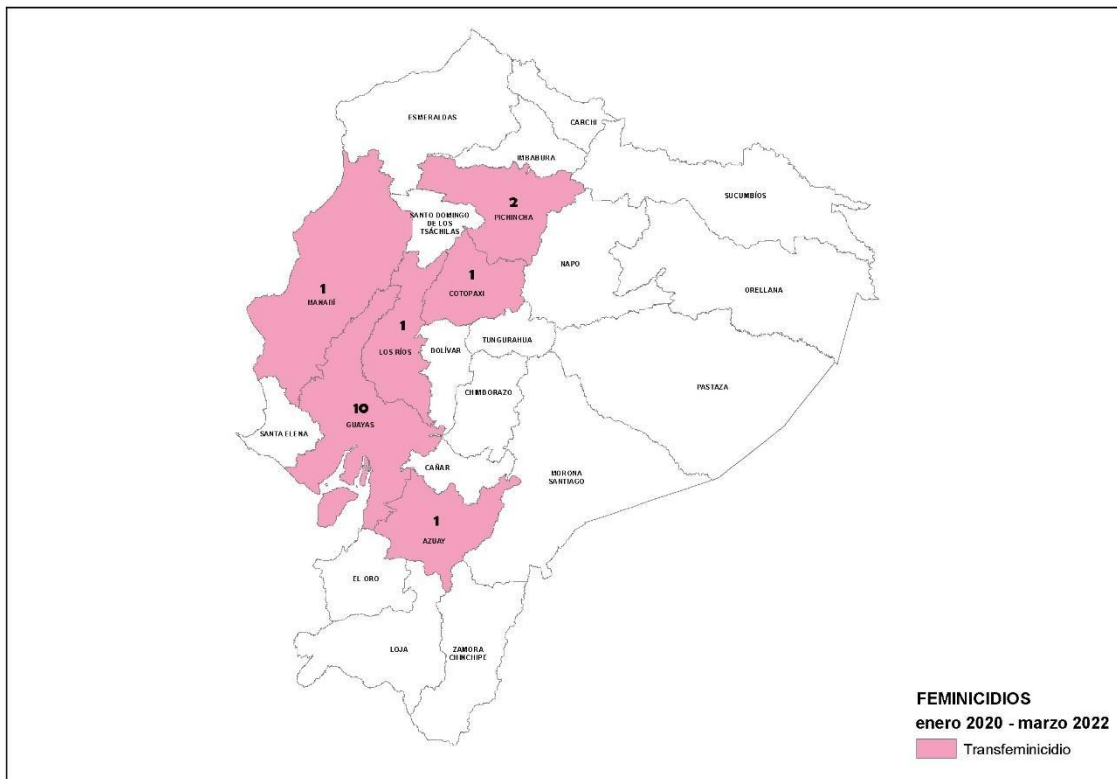 ESMERALDAS
CARCHI
IMBABURA
SUCUMBÍOS
2
PICHINCHA
SANTO DOMINGO
DE LOS
TSÁCHILAS
NAPO
1
COTOPAXI
ORELLANA
1
MANABÍ
1
LOS RÍOS
BOLÍVAR
TUNGURAHUA
PASTAZA
CHIMBORAZO
10
GUAYAS
SANTA ELENA
CAÑAR
MORONA
SANTIAGO
1
AZUAY
EL ORO
LOJA
ZAMORA
CHINCHIPE
FEMINICIDIOS
enero 2020 - marzo 2022
Transfeminicidio